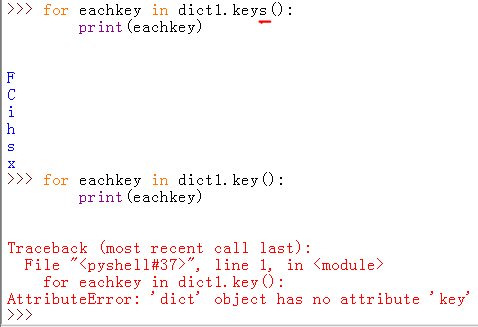 >>> for eachkey in dict1.keys():
        print(eachkey)
F
C
i
h
s
x
>>> for eachkey in dict1.key():
        print(eachkey)
Traceback (most recent call last):
  File "<pyshell#37>", line 1, in <module>
    for eachkey in dict1.key():
AttributeError: 'dict' object has no attribute 'key'
>>>